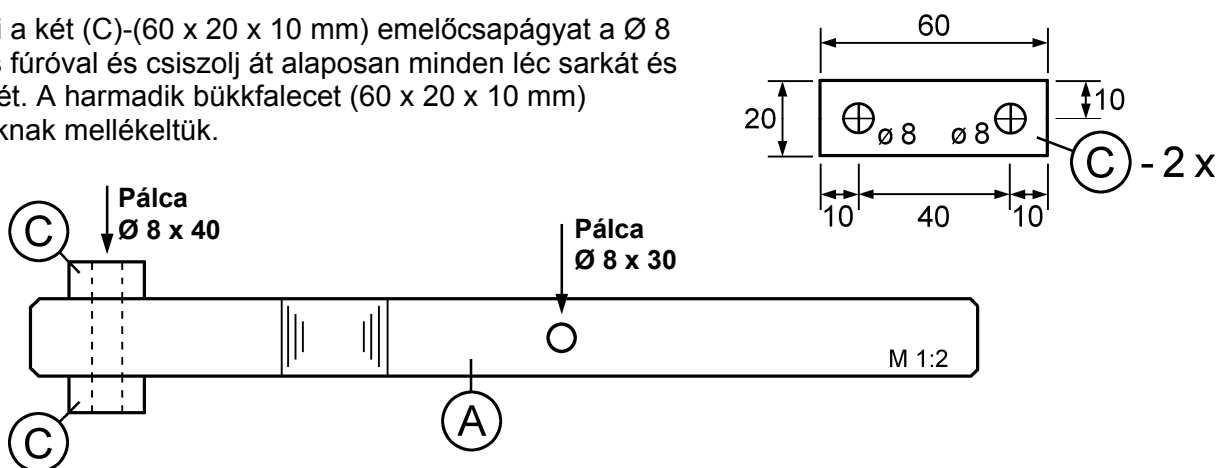 i a két (C)-(60 x 20 x 10 mm) emelőcsapágyat a Ø 8
s fúróval és csiszolj át alaposan minden léc sarkát és
ét. A harmadik bükkfalecet (60 x 20 x 10 mm)
knak mellékeltük.
60
20
10
ø 8 ø 8
C - 2 x
10 40 10
Pálca
Ø 8 x 40
C
Pálca
Ø 8 x 30
M 1:2
C
A